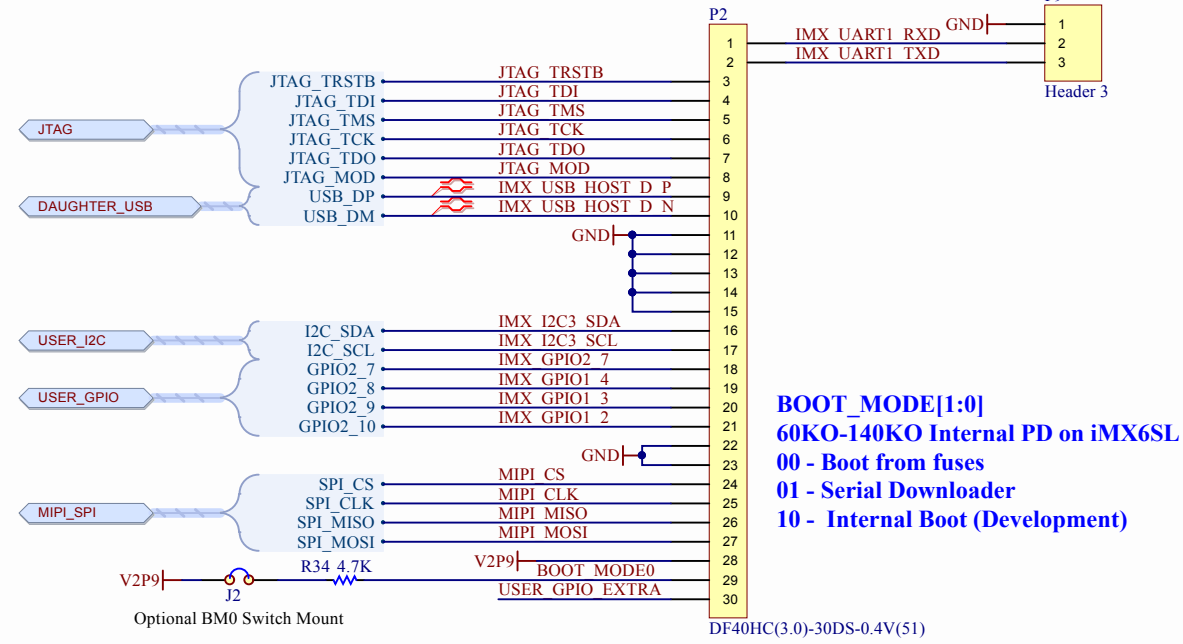 P2
GND
1
IMX_UART1_RXD
2
IMX_UART1_TXD
3
Header 3
1
2
JTAG_TRSTB JTAG_TRSTB 3
JTAG_TDI JTAG_TDI 4
JTAG_TMS JTAG_TMS 5
JTAG
JTAG_TCK JTAG_TCK 6
JTAG_TDO JTAG_TDO 7
JTAG_MOD JTAG_MOD 8
USB_DP IMX_USB_HOST_D_P 9
DAUGHTER_USB
USB_DM IMX_USB_HOST_D_N 10
GND 11
12
13
14
15
I2C_SDA IMX_I2C3_SDA 16
USER_I2C
I2C_SCL IMX_I2C3_SCL 17
GPIO2_7 IMX_GPIO2_7 18
GPIO2_8 IMX_GPIO1_4 19
USER_GPIO
GPIO2_9 IMX_GPIO1_3 20
GPIO2_10 IMX_GPIO1_2 21
22
GND
23
SPI_CS MIPI_CS 24
SPI_CLK MIPI_CLK 25
MIPI_SPI
SPI_MISO MIPI_MISO 26
SPI_MOSI MIPI_MOSI 27
V2P9 28
V2P9 J2 R34 4.7K BOOT_MODE0 29
Optional BM0 Switch Mount
USER_GPIO_EXTRA 30
DF40HC(3.0)-30DS-0.4V(51)
BOOT_MODE[1:0]
60KO-140KO Internal PD on iMX6SL
00 - Boot from fuses
01 - Serial Downloader
10 - Internal Boot (Development)